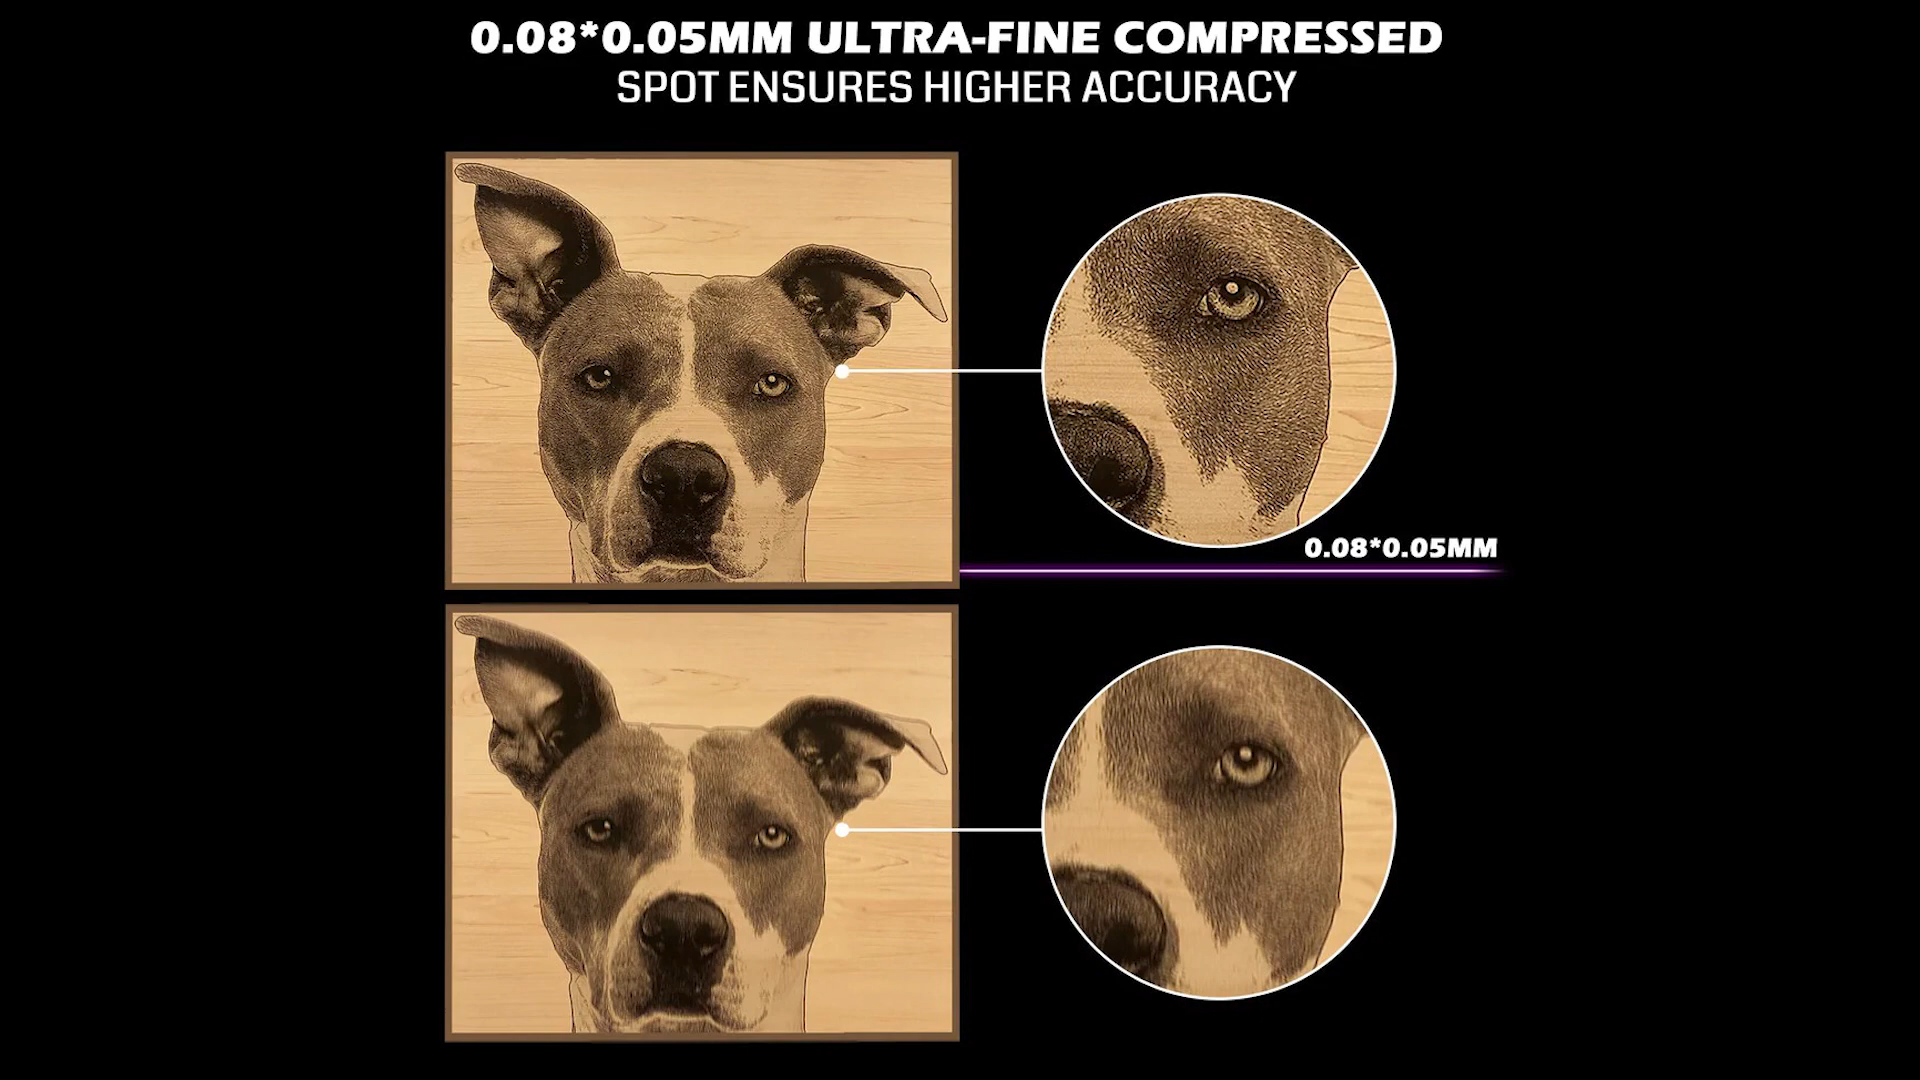 0.08*0.05MM ULTRA-FINE COMPRESSED
SPOT ENSURES HIGHER ACCURACY
0.08*0.05MM